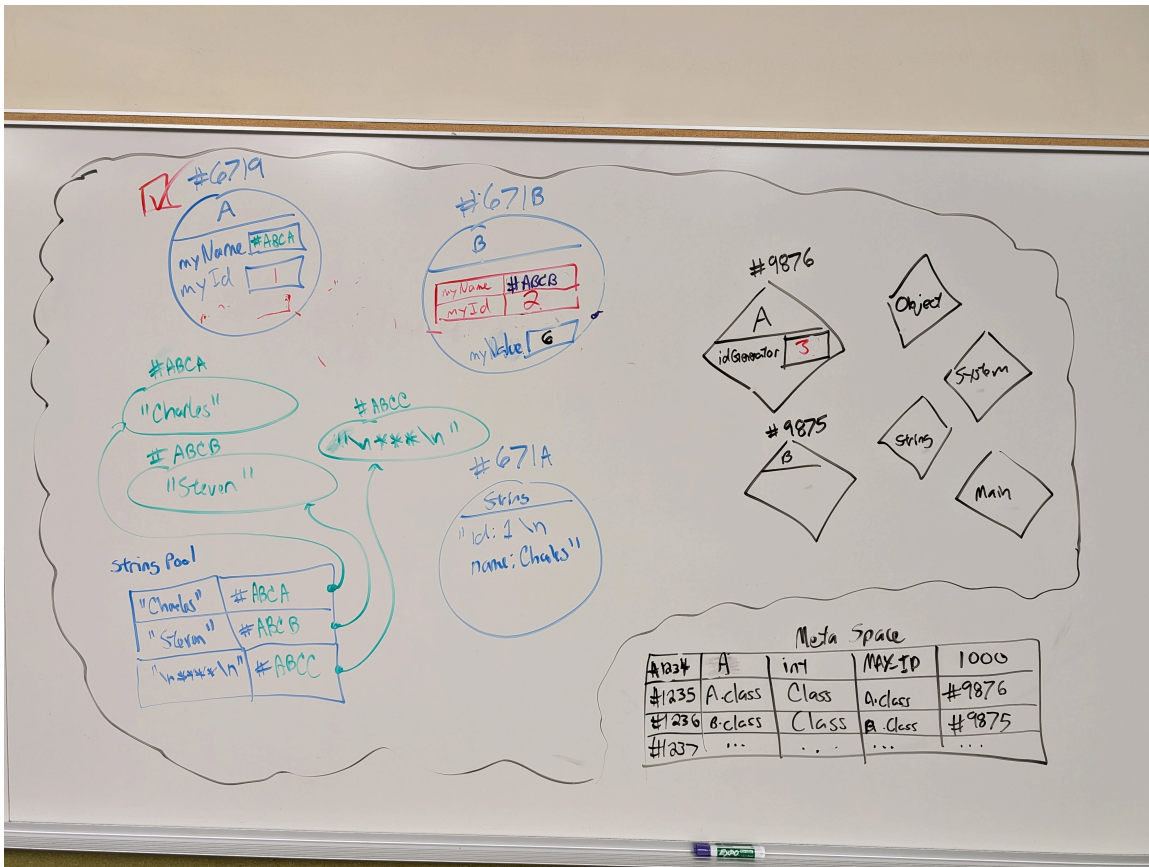 #6719
A
myName #ABCA
myId 1
#671B
B
myName #ABCB
myId 2
myValue 6
#9876
A
idGenerator 3
Object
System
#9875
B
String
Main
#ABCA
"Charles"
#ABCB
"Steven"
#ABCC
"\n***\n"
#671A
String
"id: 1 \n
name: Charles"
String Pool
"Charles" #ABCA
"Steven" #ABCB
"\n****\n" #ABCC
Meta Space
#1234 A int MAX_ID 1000
#1235 A.class Class A.class #9876
#1236 B.class Class B.class #9875
#1237 ... ... ... ...
EXPO